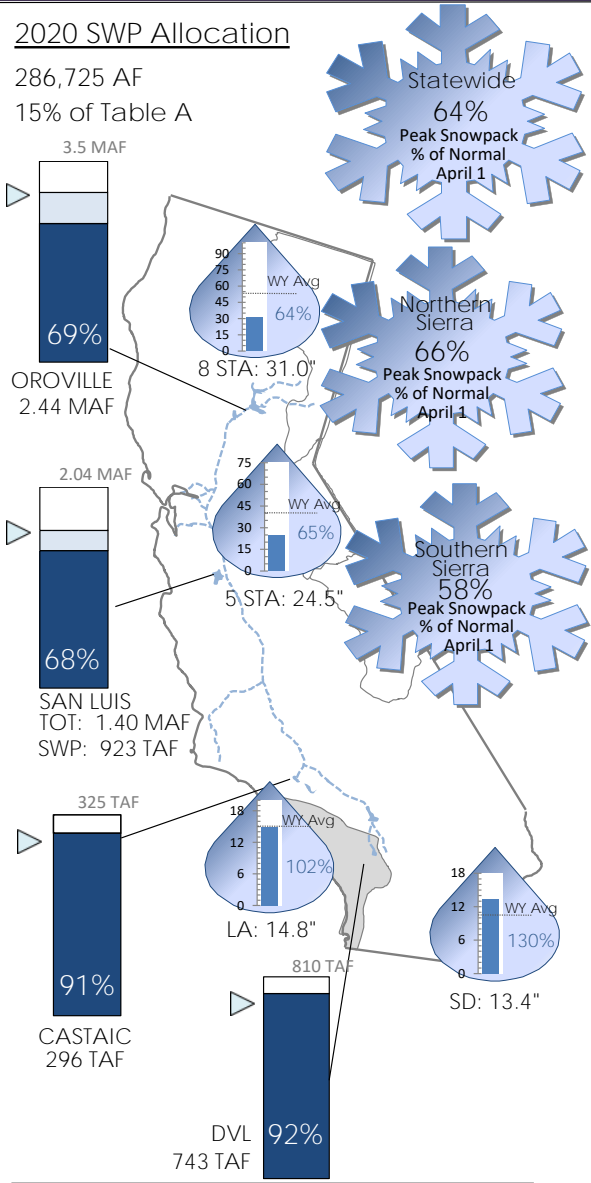 2020 SWP Allocation
286,725 AF
15% of Table A
Statewide
64%
Peak Snowpack
% of Normal
April 1
3.5 MAF
69%
OROVILLE
2.44 MAF
90
75
60
45
30
15
0
WY Avg
64%
8 STA: 31.0"
Northern
Sierra
66%
Peak Snowpack
% of Normal
April 1
2.04 MAF
68%
SAN LUIS
TOT: 1.40 MAF
SWP: 923 TAF
75
60
45
30
15
0
WY Avg
65%
5 STA: 24.5"
Southern
Sierra
58%
Peak Snowpack
% of Normal
April 1
325 TAF
91%
CASTAIC
296 TAF
18
12
6
0
WY Avg
102%
LA: 14.8"
18
12
6
0
WY Avg
130%
SD: 13.4"
810 TAF
92%
DVL
743 TAF